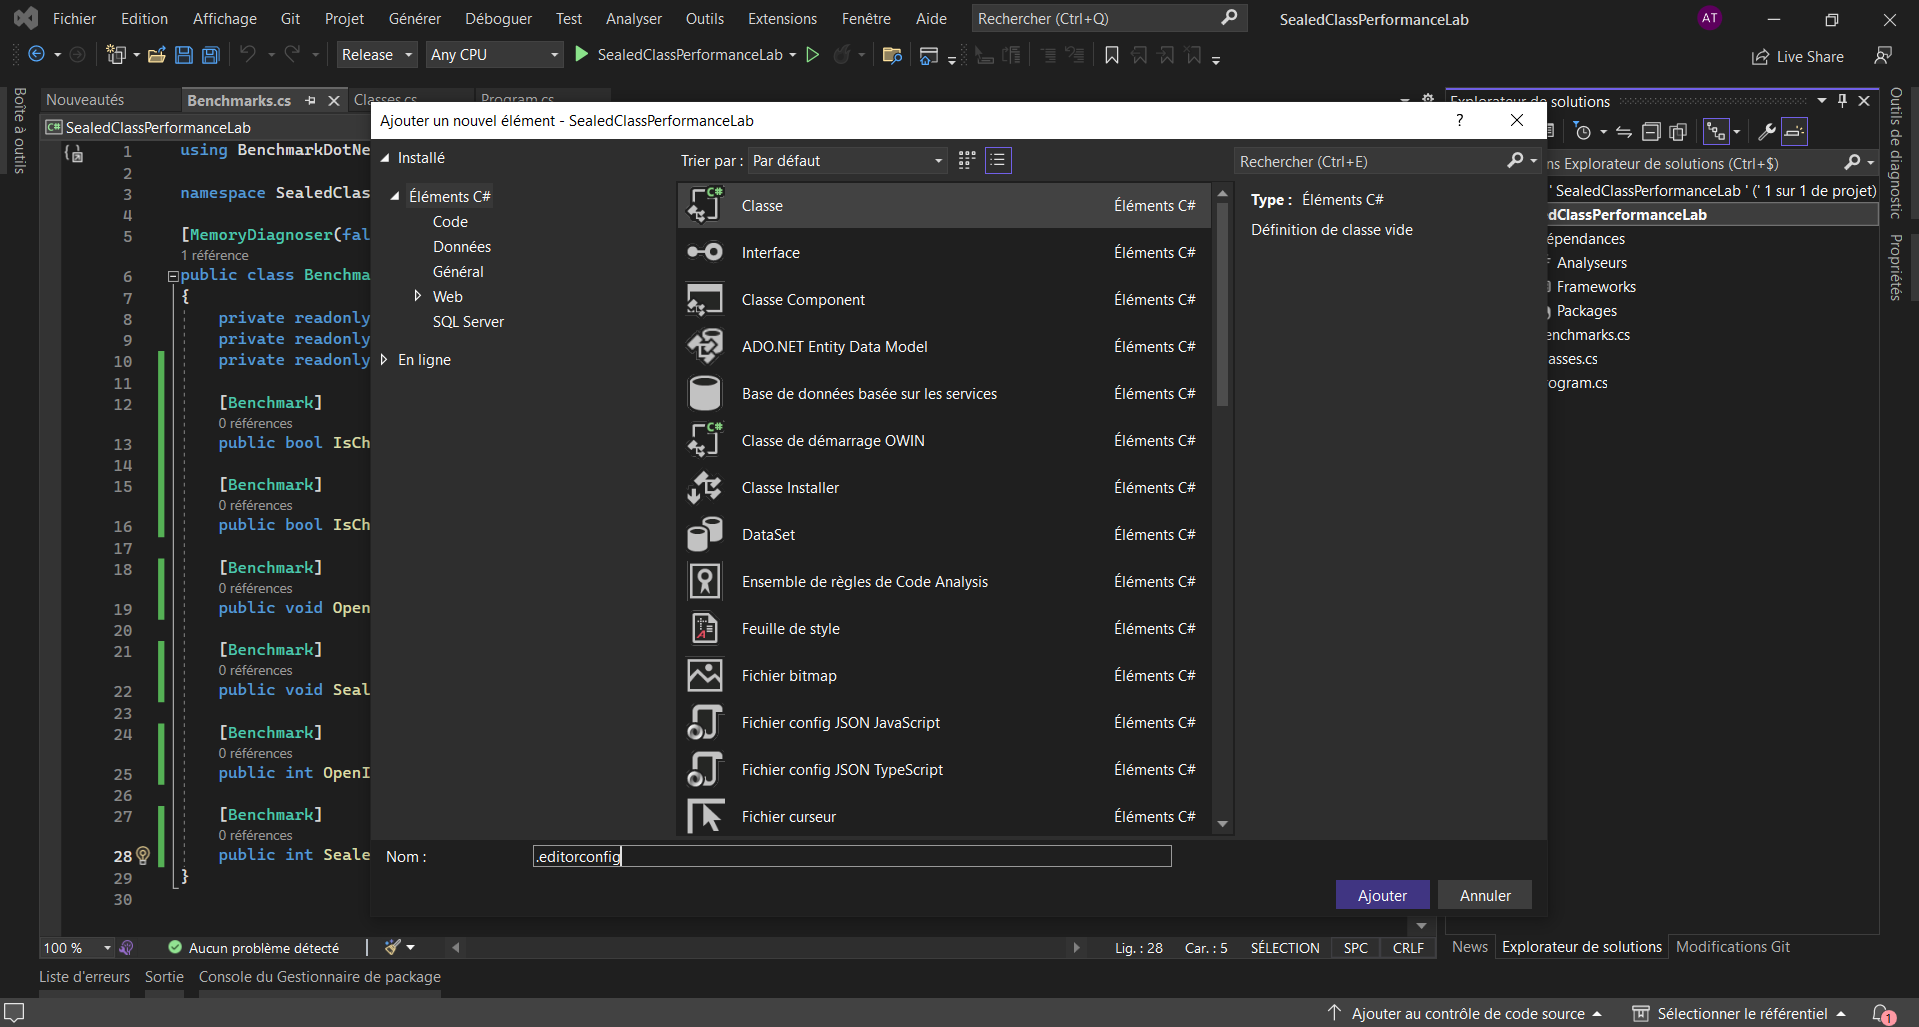 Fichier Edition Affichage Git Projet Générer Déboguer Test Analyser Outils Extensions Fenêtre Aide Rechercher (Ctrl+Q) SealedClassPerformanceLab AT
Release Any CPU SealedClassPerformanceLab Live Share
Boîte à outils
Nouveautés Benchmarks.cs Classes.cs Program.cs
C# SealedClassPerformanceLab
1 using BenchmarkDotNe
2
3 namespace SealedClas
4
5 [MemoryDiagnoser(fal
1 référence
6 public class Benchma
7 {
8 private readonly
9 private readonly
10 private readonly
11
12 [Benchmark]
0 références
13 public bool IsCh
14
15 [Benchmark]
0 références
16 public bool IsCh
17
18 [Benchmark]
0 références
19 public void Open
20
21 [Benchmark]
0 références
22 public void Seal
23
24 [Benchmark]
0 références
25 public int OpenI
26
27 [Benchmark]
0 références
28 public int Seale
29 }
30
Ajouter un nouvel élément - SealedClassPerformanceLab ?
Installé
Éléments C#
Code
Données
Général
Web
SQL Server
En ligne
Trier par : Par défaut
Classe Éléments C#
Interface Éléments C#
Classe Component Éléments C#
ADO.NET Entity Data Model Éléments C#
Base de données basée sur les services Éléments C#
Classe de démarrage OWIN Éléments C#
Classe Installer Éléments C#
DataSet Éléments C#
Ensemble de règles de Code Analysis Éléments C#
Feuille de style Éléments C#
Fichier bitmap Éléments C#
Fichier config JSON JavaScript Éléments C#
Fichier config JSON TypeScript Éléments C#
Fichier curseur Éléments C#
Rechercher (Ctrl+E)
Type : Éléments C#
Définition de classe vide
Nom : .editorconfig
Ajouter Annuler
Explorateur de solutions
ns Explorateur de solutions (Ctrl+$)
' SealedClassPerformanceLab ' (' 1 sur 1 de projet)
edClassPerformanceLab
épendances
Analyseurs
Frameworks
Packages
enchmarks.cs
asses.cs
ogram.cs
Outils de diagnostic
Propriétés
100 % Aucun problème détecté Lig. : 28 Car. : 5 SÉLECTION SPC CRLF
News Explorateur de solutions Modifications Git
Liste d'erreurs Sortie Console du Gestionnaire de package
Ajouter au contrôle de code source Sélectionner le référentiel 1